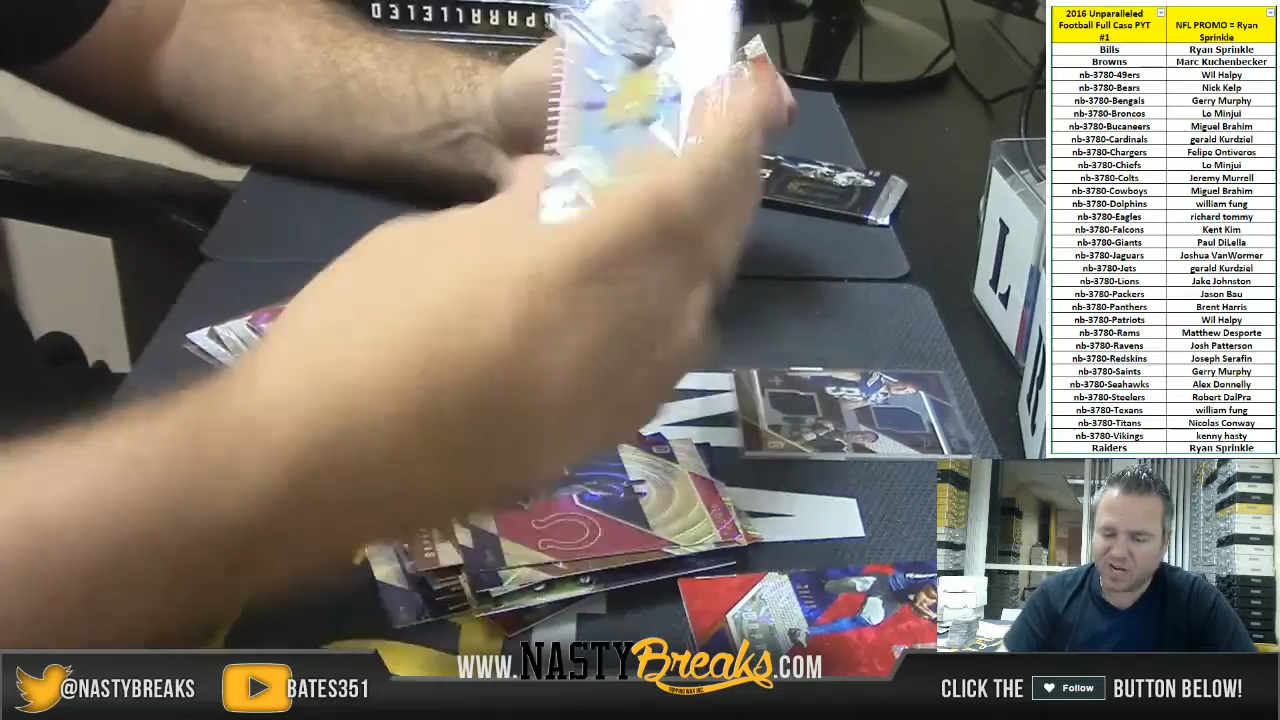 UNPARALLELED
2016 Unparalleled Football Full Case PYT #1 NFL PROMO = Ryan Sprinkle
Bills Ryan Sprinkle
Browns Marc Kuchenbecker
nb-3780-49ers Wil Halpy
nb-3780-Bears Nick Kelp
nb-3780-Bengals Gerry Murphy
nb-3780-Broncos Lo Minjui
nb-3780-Bucaneers Miguel Brahim
nb-3780-Cardinals gerald Kurdziel
nb-3780-Chargers Felipe Ontiveros
nb-3780-Chiefs Lo Minjui
nb-3780-Colts Jeremy Murrell
nb-3780-Cowboys Miguel Brahim
nb-3780-Dolphins william fung
nb-3780-Eagles richard tommy
nb-3780-Falcons Kent Kim
nb-3780-Giants Paul DiLella
nb-3780-Jaguars Joshua VanWormer
nb-3780-Jets gerald Kurdziel
nb-3780-Lions Jake Johnston
nb-3780-Packers Jason Bau
nb-3780-Panthers Brent Harris
nb-3780-Patriots Wil Halpy
nb-3780-Rams Matthew Desporte
nb-3780-Ravens Josh Patterson
nb-3780-Redskins Joseph Serafin
nb-3780-Saints Gerry Murphy
nb-3780-Seahawks Alex Donnelly
nb-3780-Steelers Robert DalPra
nb-3780-Texans william fung
nb-3780-Titans Nicolas Conway
nb-3780-Vikings kenny hasty
Raiders Ryan Sprinkle
L
R
@NASTYBREAKS
BATES351
WWW.NASTYBreaks.COM
RIPPING WAX INC.
CLICK THE Follow BUTTON BELOW!